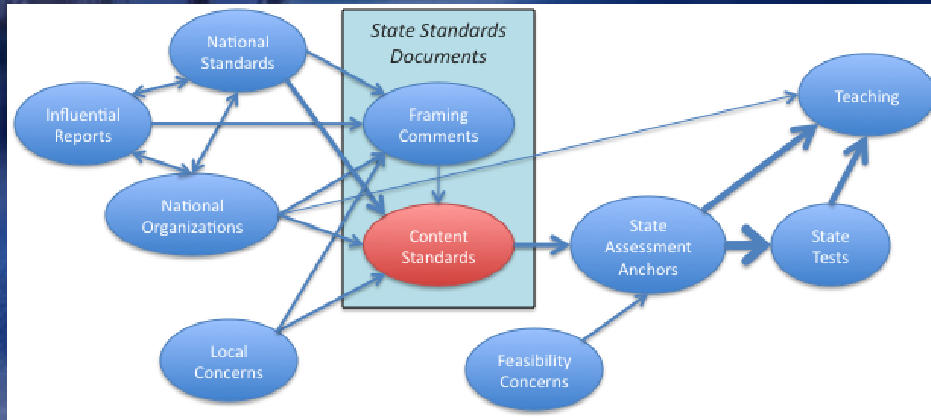 State Standards
Documents
National
Standards
Influential
Reports
Framing
Comments
Teaching
National
Organizations
Content
Standards
State
Assessment
Anchors
State
Tests
Local
Concerns
Feasibility
Concerns